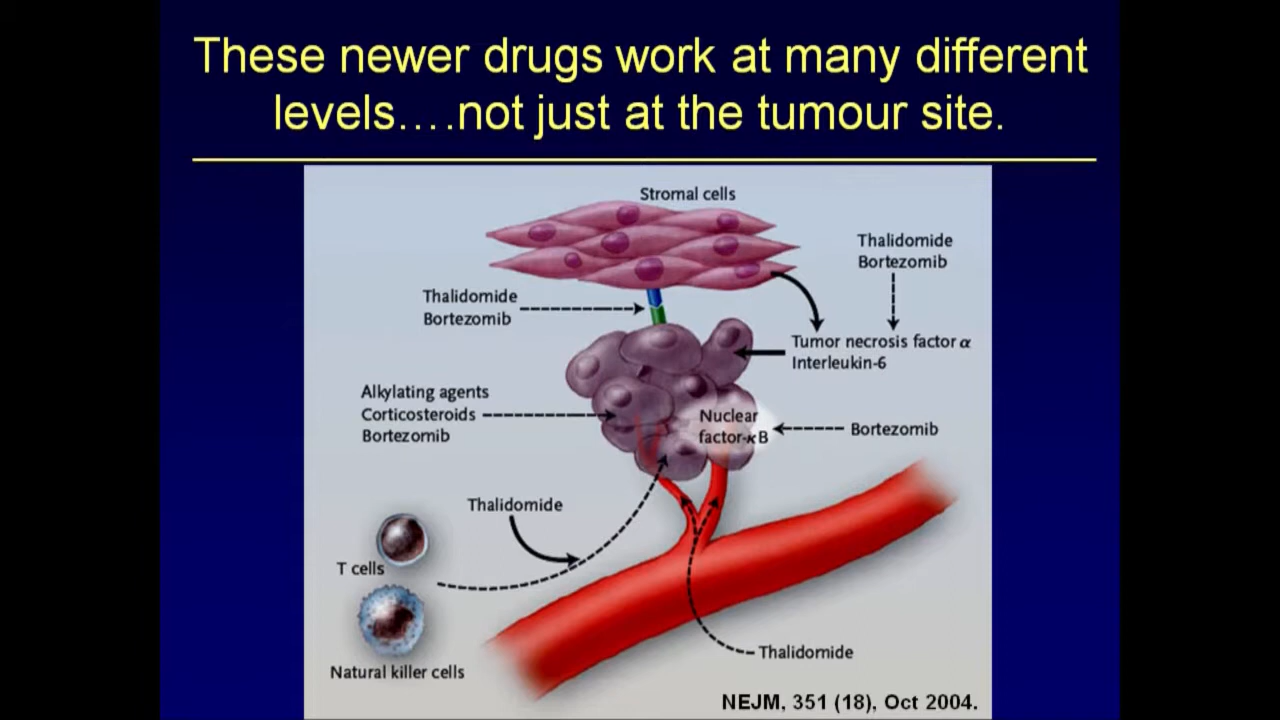 These newer drugs work at many different
levels….not just at the tumour site.
Stromal cells
Thalidomide
Bortezomib
Thalidomide
Bortezomib
Tumor necrosis factor α
Interleukin-6
Alkylating agents
Corticosteroids
Bortezomib
Nuclear
factor-κB
Bortezomib
Thalidomide
T cells
Natural killer cells
Thalidomide
NEJM, 351 (18), Oct 2004.